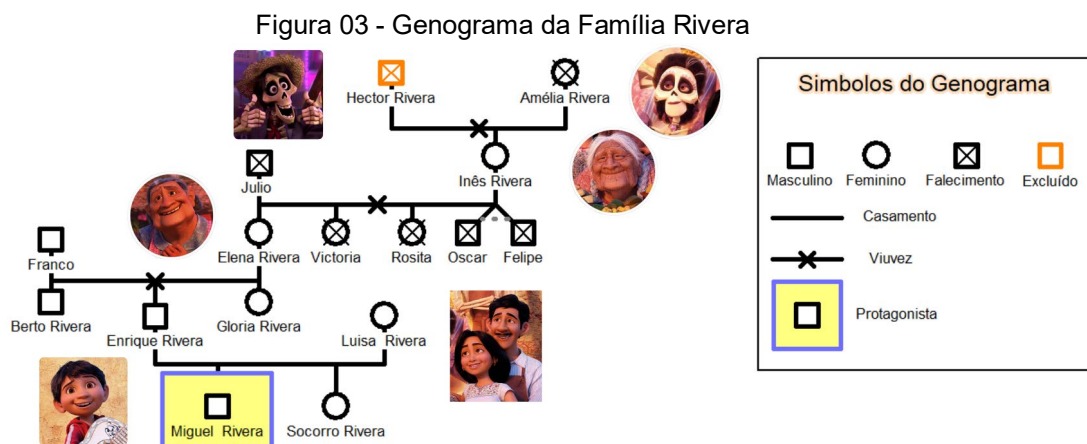 Figura 03 - Genograma da Família Rivera
Hector Rivera
Amélia Rivera
Julio
Inês Rivera
Franco
Elena Rivera
Victoria
Rosita
Oscar
Felipe
Berto Rivera
Enrique Rivera
Gloria Rivera
Luisa Rivera
Miguel Rivera
Socorro Rivera
Simbolos do Genograma
Masculino Feminino Falecimento Excluído
Casamento
Viuvez
Protagonista